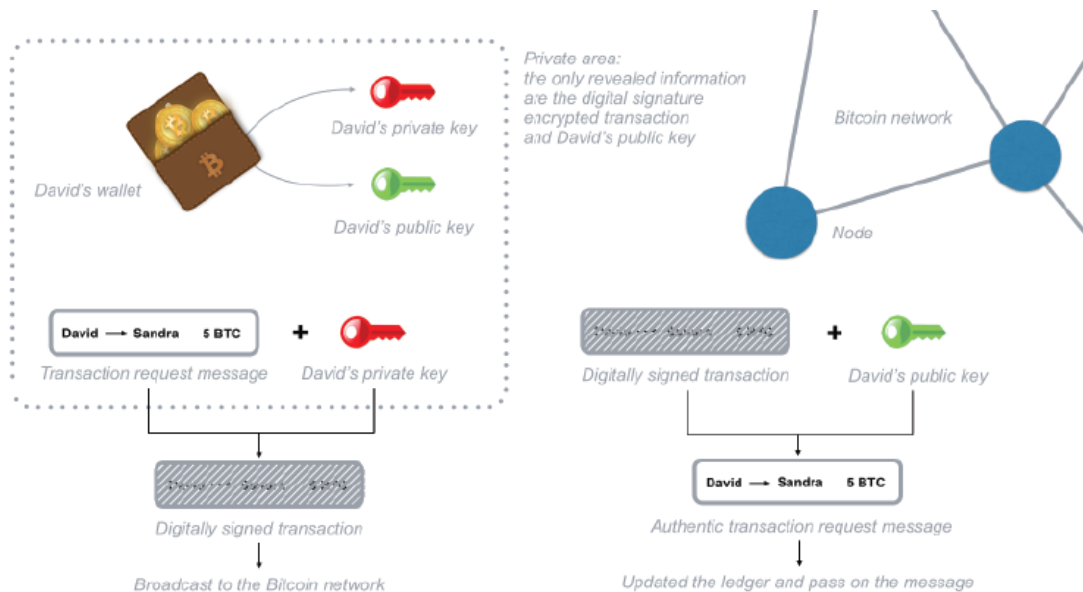 David's wallet
David's private key
David's public key
Private area:
the only revealed information
are the digital signature
encrypted transaction
and David's public key
Bitcoin network
Node
David → Sandra 5 BTC
+
Transaction request message
David's private key
Digitally signed transaction
Broadcast to the Bitcoin network
+
Digitally signed transaction
David's public key
David → Sandra 5 BTC
Authentic transaction request message
Updated the ledger and pass on the message